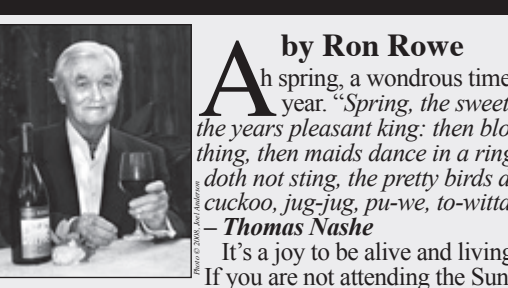 by Ron Rowe
Ah spring, a wondrous time
year. “Spring, the sweet
the years pleasant king: then blo
thing, then maids dance in a ring
doth not sting, the pretty birds
cuckoo, jug-jug, pu-we, to-witta
– Thomas Nashe
It's a joy to be alive and living
If you are not attending the Sun
Photo © 2008, Joel Anderson